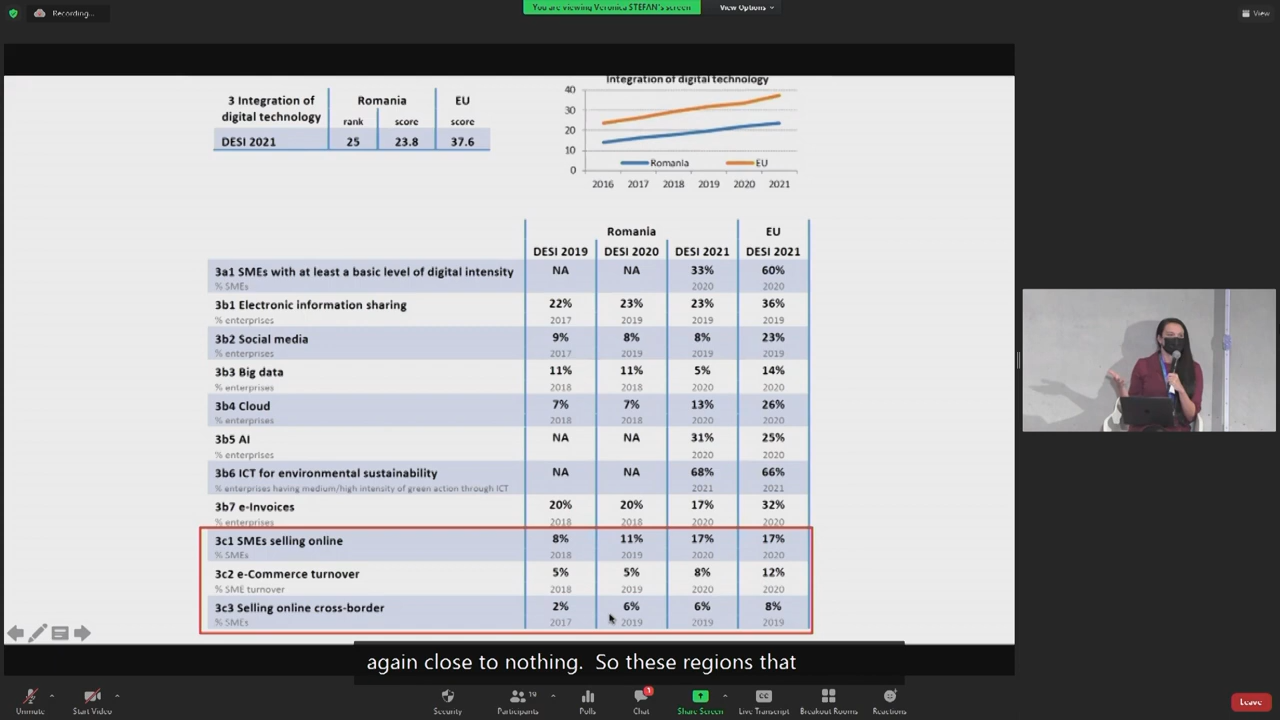 Recording...
You are viewing Veronica STEFAN's screen
View Options
View
3 Integration of digital technology Romania EU
rank score score
DESI 2021 25 23.8 37.6
Integration of digital technology
40
30
20
10
0
Romania EU
2016 2017 2018 2019 2020 2021
Romania EU
DESI 2019 DESI 2020 DESI 2021 DESI 2021
3a1 SMEs with at least a basic level of digital intensity NA NA 33% 60%
% SMEs 2020 2020
3b1 Electronic information sharing 22% 23% 23% 36%
% enterprises 2017 2019 2019 2019
3b2 Social media 9% 8% 8% 23%
% enterprises 2017 2019 2019 2019
3b3 Big data 11% 11% 5% 14%
% enterprises 2018 2018 2020 2020
3b4 Cloud 7% 7% 13% 26%
% enterprises 2018 2018 2020 2020
3b5 AI NA NA 31% 25%
% enterprises 2020 2020
3b6 ICT for environmental sustainability NA NA 68% 66%
% enterprises having medium/high intensity of green action through ICT 2021 2021
3b7 e-Invoices 20% 20% 17% 32%
% enterprises 2018 2018 2020 2020
3c1 SMEs selling online 8% 11% 17% 17%
% SMEs 2018 2019 2020 2020
3c2 e-Commerce turnover 5% 5% 8% 12%
% SME turnover 2018 2019 2020 2020
3c3 Selling online cross-border 2% 6% 6% 8%
% SMEs 2017 2019 2019 2019
again close to nothing. So these regions that
19
1
Unmute Start Video Security Participants Polls Chat Share Screen Live Transcript Breakout Rooms Reactions Leave